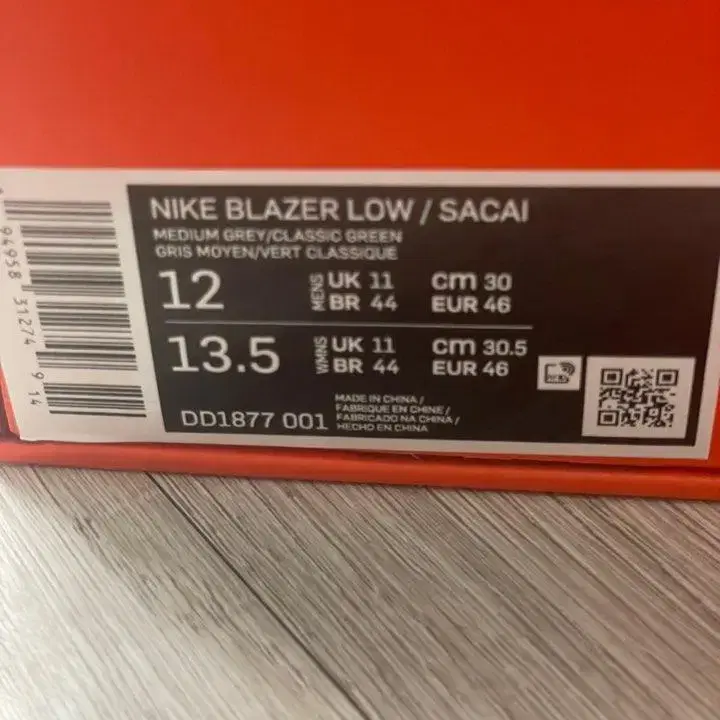 NIKE BLAZER LOW / SACAI
MEDIUM GREY/CLASSIC GREEN
GRIS MOYEN/VERT CLASSIQUE
12 MENS UK 11 cm 30
BR 44 EUR 46
13.5 WMNS UK 11 cm 30.5
BR 44 EUR 46
DD1877 001
MADE IN CHINA /
FABRIQUE EN CHINE /
FABRICADO NA CHINA /
HECHO EN CHINA
94958 31274 9 14